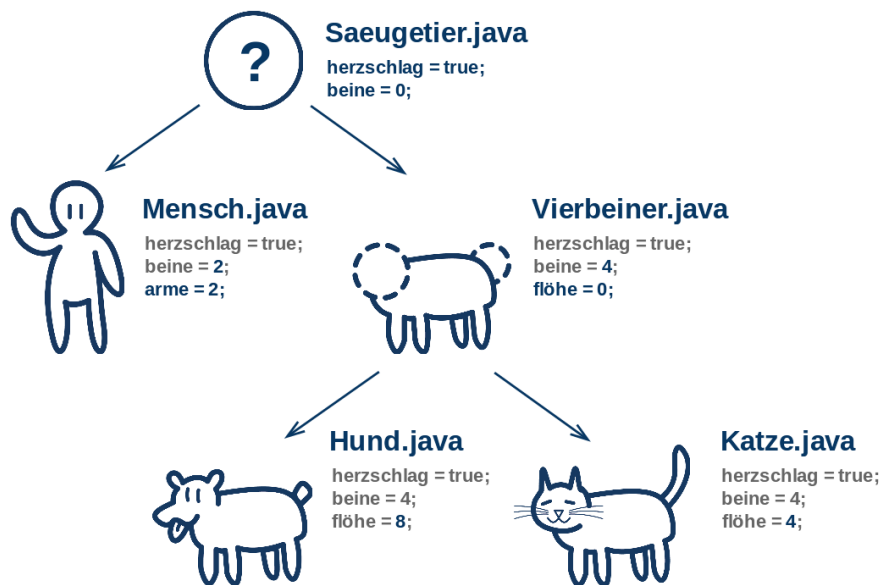 ?
Saeugetier.java
herzschlag = true;
beine = 0;
Mensch.java
herzschlag = true;
beine = 2;
arme = 2;
Vierbeiner.java
herzschlag = true;
beine = 4;
flöhe = 0;
Hund.java
herzschlag = true;
beine = 4;
flöhe = 8;
Katze.java
herzschlag = true;
beine = 4;
flöhe = 4;